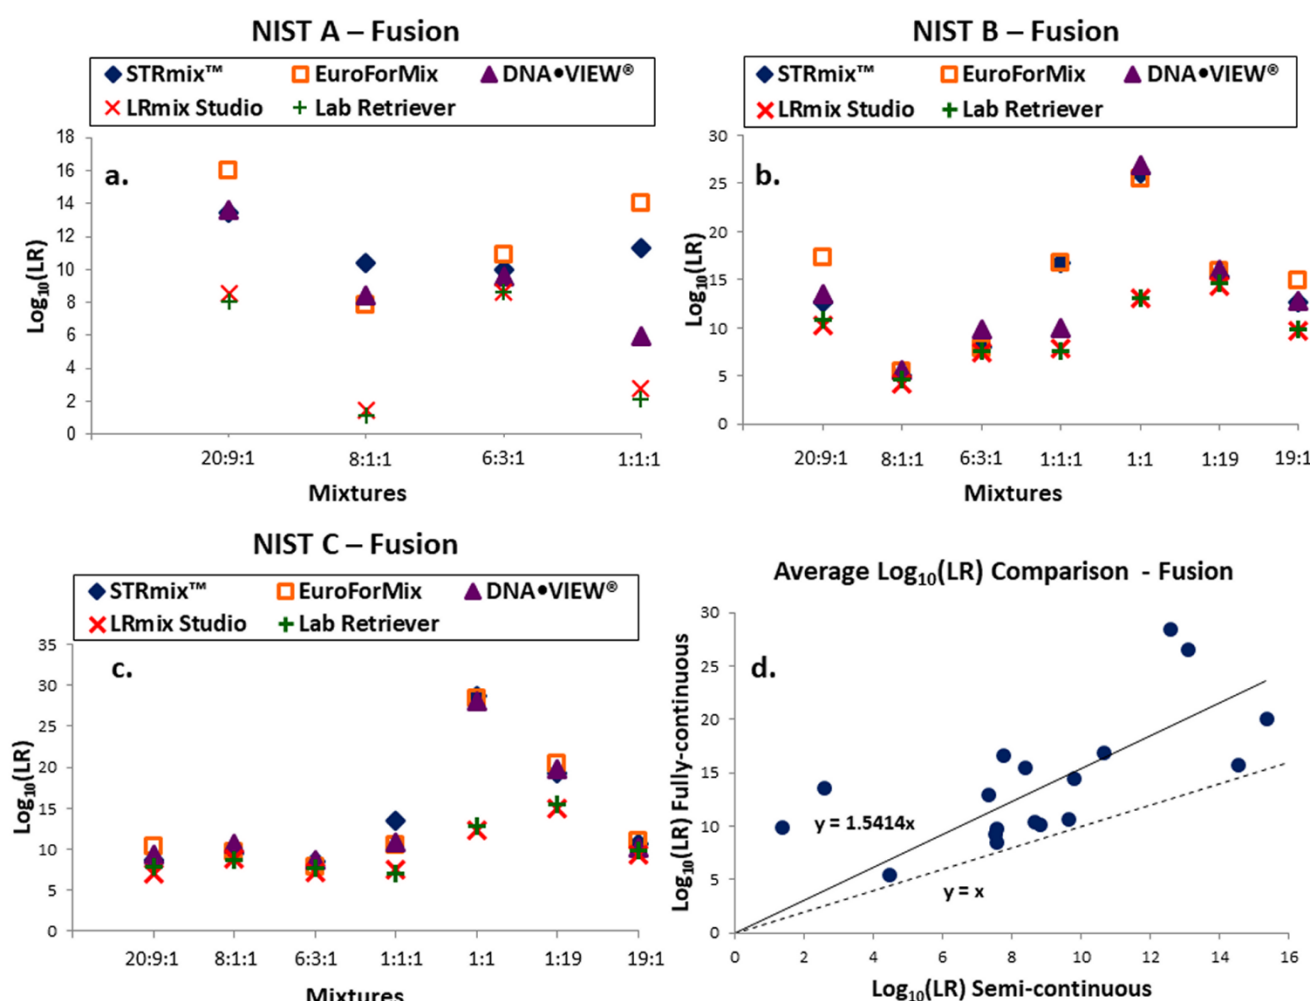 NIST A – Fusion
STRmix™ EuroForMix DNA•VIEW®
LRmix Studio Lab Retriever
a.
Log10(LR)
18
16
14
12
10
8
6
4
2
0
20:9:1 8:1:1 6:3:1 1:1:1
Mixtures
NIST B – Fusion
STRmix™ EuroForMix DNA•VIEW®
LRmix Studio Lab Retriever
b.
Log10(LR)
30
25
20
15
10
5
0
20:9:1 8:1:1 6:3:1 1:1:1 1:1 1:19 19:1
Mixtures
NIST C – Fusion
STRmix™ EuroForMix DNA•VIEW®
LRmix Studio Lab Retriever
c.
Log10(LR)
35
30
25
20
15
10
5
0
20:9:1 8:1:1 6:3:1 1:1:1 1:1 1:19 19:1
Mixtures
Average Log10(LR) Comparison - Fusion
d.
Log10(LR) Fully-continuous
30
25
20
15
10
5
0
y = 1.5414x
y = x
0 2 4 6 8 10 12 14 16
Log10(LR) Semi-continuous